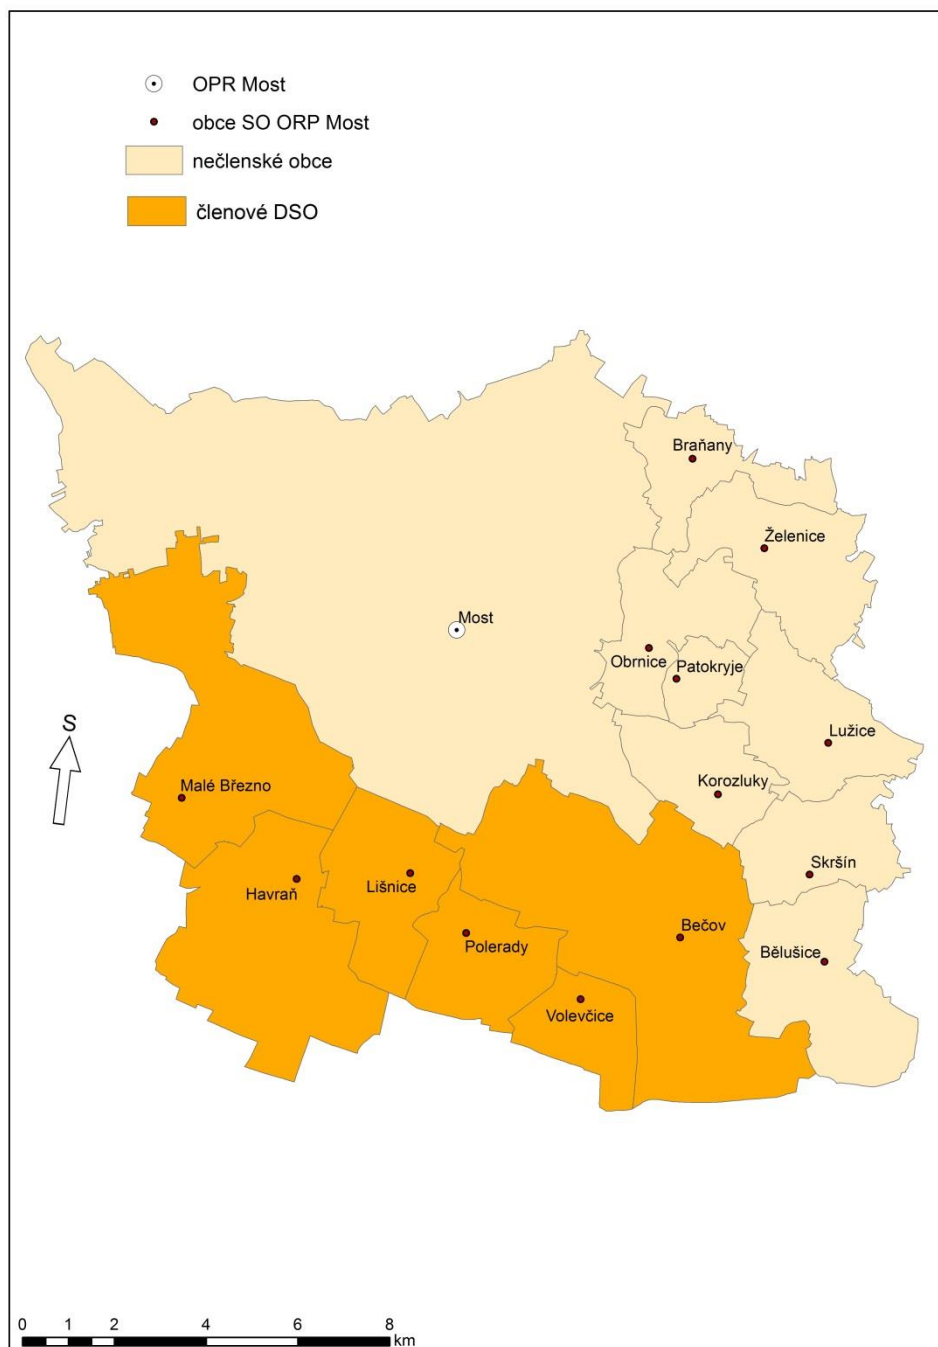 OPR Most
obce SO ORP Most
nečlenské obce
členové DSO
Braňany
Želenice
Most
Obrnice
Patokryje
S
Lužice
Malé Březno
Korozluky
Skršín
Havraň
Lišnice
Bečov
Polerady
Bělušice
Volevčice
0 1 2 4 6 8
km